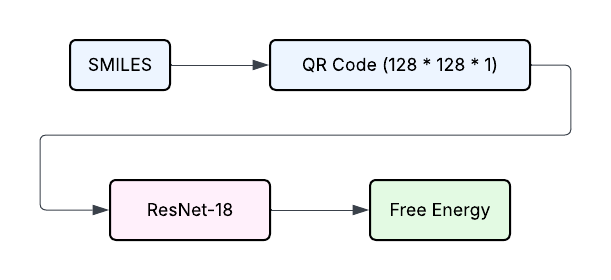 SMILES
QR Code (128 * 128 * 1)
ResNet-18
Free Energy